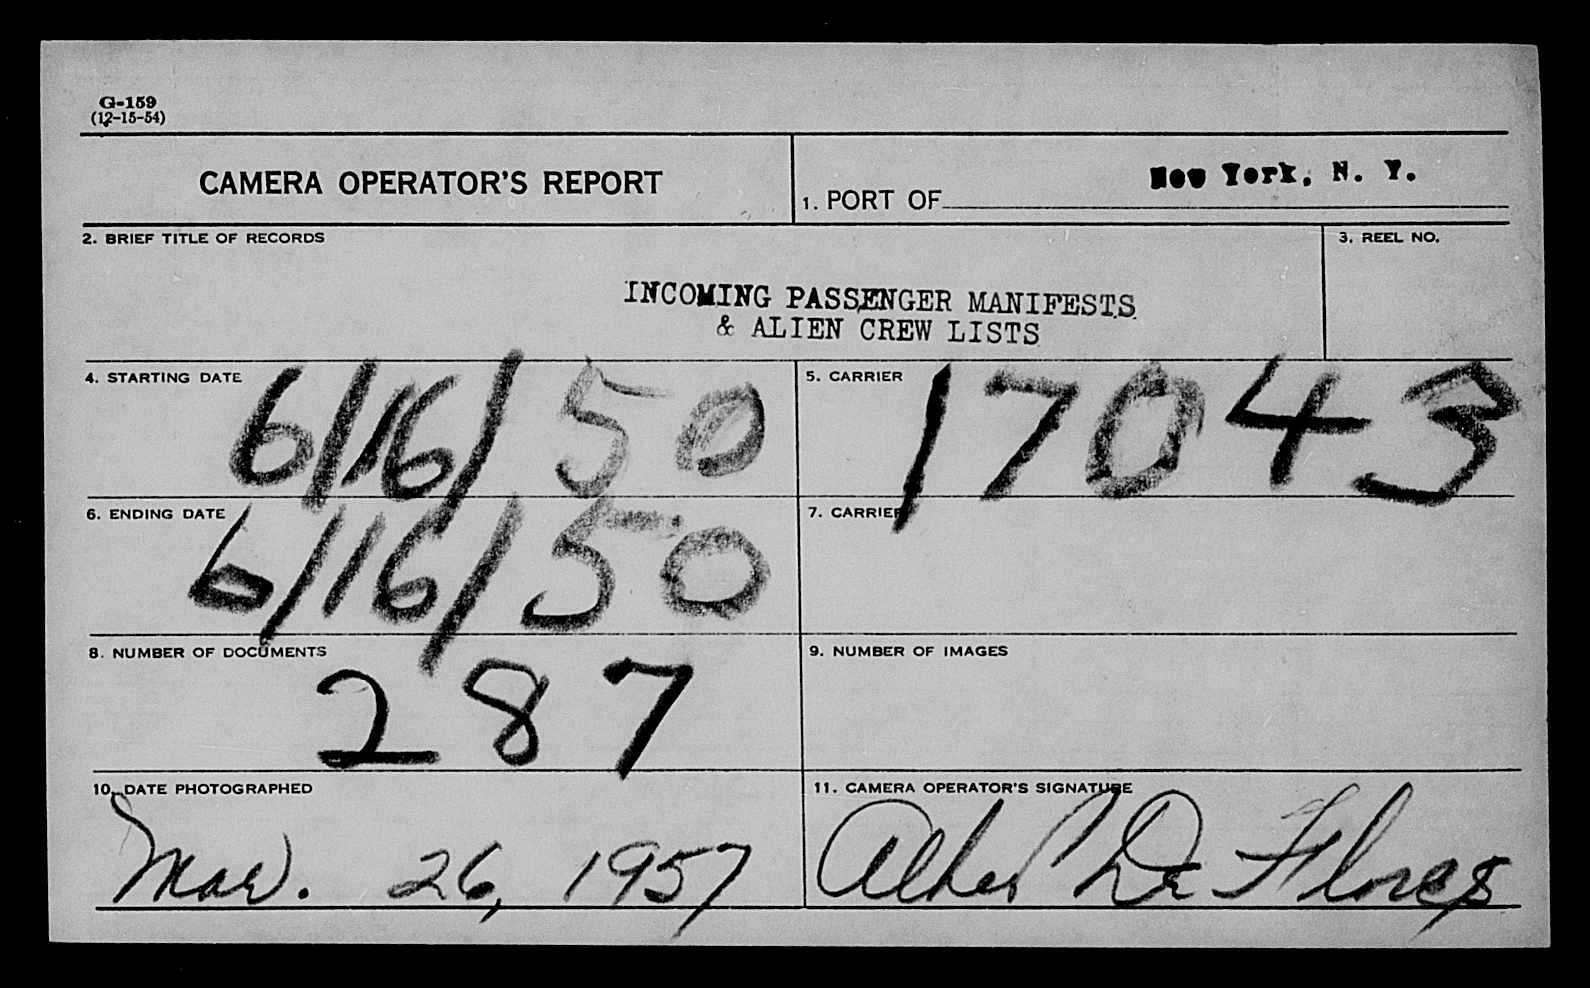 G-159
(12-15-54)
CAMERA OPERATOR'S REPORT
1. PORT OF New York, N. Y.
2. BRIEF TITLE OF RECORDS
3. REEL NO.
INCOMING PASSENGER MANIFESTS
& ALIEN CREW LISTS
4. STARTING DATE 6/16/50
5. CARRIER 17043
6. ENDING DATE 6/16/50
7. CARRIER
8. NUMBER OF DOCUMENTS 287
9. NUMBER OF IMAGES
10. DATE PHOTOGRAPHED
Mar. 26, 1957
11. CAMERA OPERATOR'S SIGNATURE
De Flores